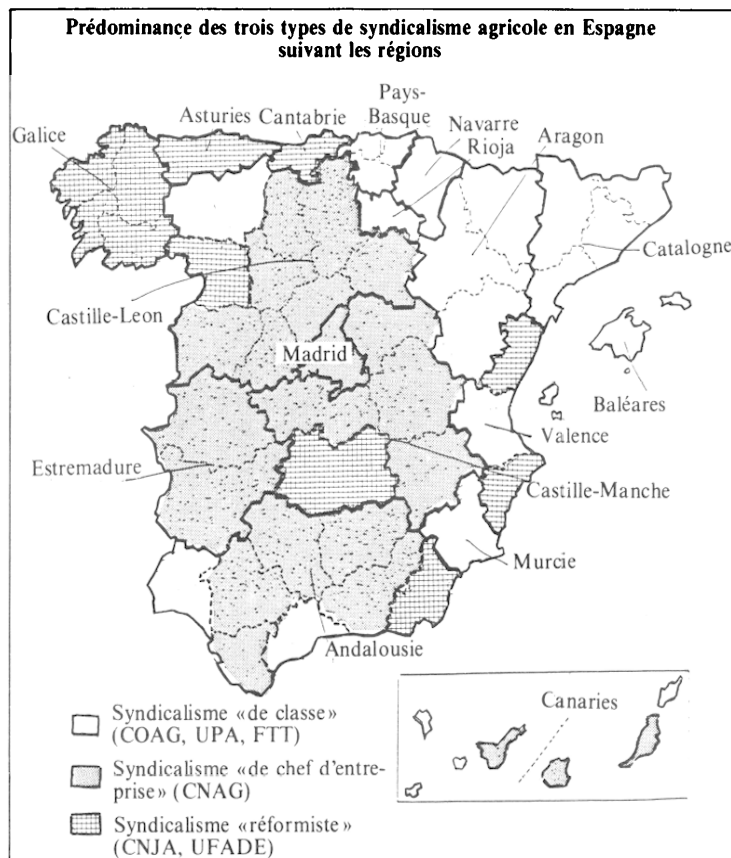 Prédominance des trois types de syndicalisme agricole en Espagne
suivant les régions
Pays-
Basque
Asturies
Cantabrie
Navarre
Rioja
Aragon
Galice
Catalogne
Castille-Leon
Madrid
Baléares
Valence
Estremadure
Castille-Manche
Murcie
Andalousie
Canaries
Syndicalisme «de classe»
(COAG, UPA, FTT)
Syndicalisme «de chef d'entre-
prise» (CNAG)
Syndicalisme «réformiste»
(CNJA, UFADE)